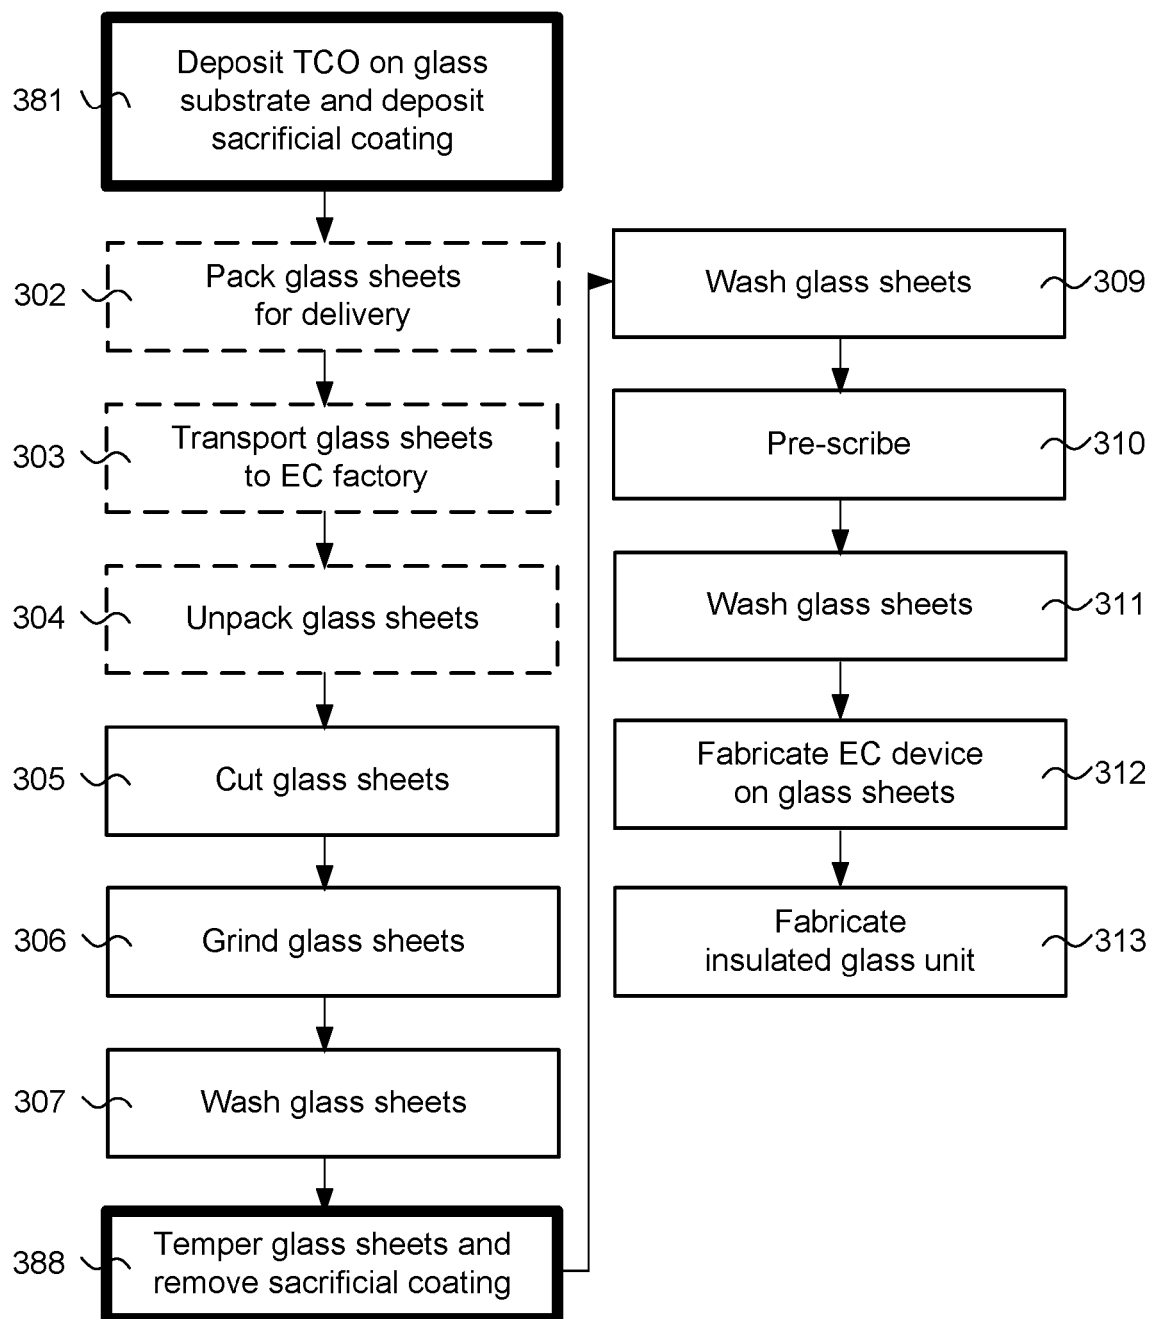 381
Deposit TCO on glass
substrate and deposit
sacrificial coating
302
Pack glass sheets
for delivery
303
Transport glass sheets
to EC factory
304
Unpack glass sheets
305
Cut glass sheets
306
Grind glass sheets
307
Wash glass sheets
388
Temper glass sheets and
remove sacrificial coating
Wash glass sheets
309
Pre-scribe
310
Wash glass sheets
311
Fabricate EC device
on glass sheets
312
Fabricate
insulated glass unit
313